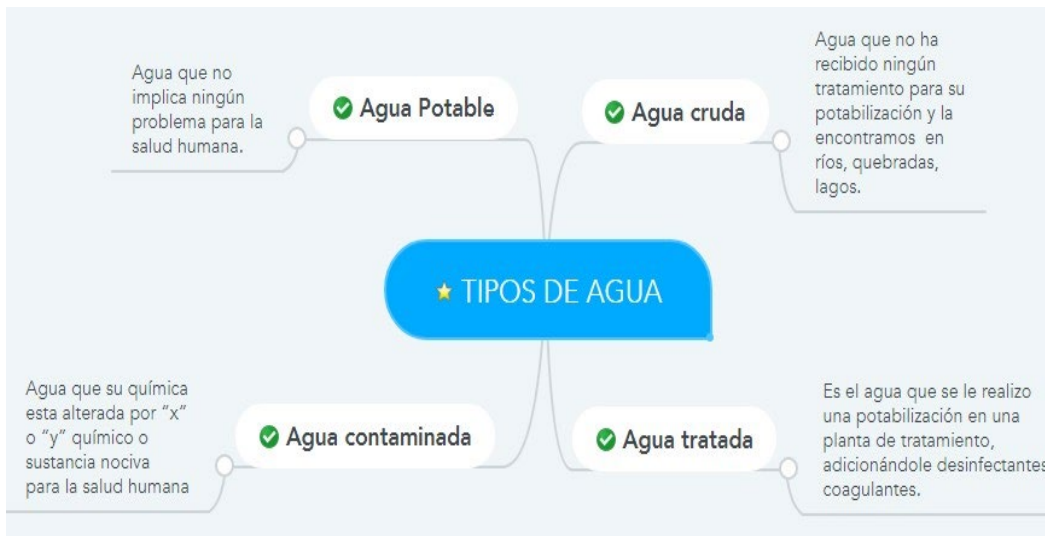 Agua que no
implica ningún
problema para la
salud humana.
Agua Potable
Agua cruda
Agua que no ha
recibido ningún
tratamiento para su
potabilización y la
encontramos en
ríos, quebradas,
lagos.
TIPOS DE AGUA
Agua que su química
esta alterada por "x"
o "y" químico o
sustancia nociva
para la salud humana
Agua contaminada
Agua tratada
Es el agua que se le realizo
una potabilización en una
planta de tratamiento,
adicionándole desinfectantes
coagulantes.